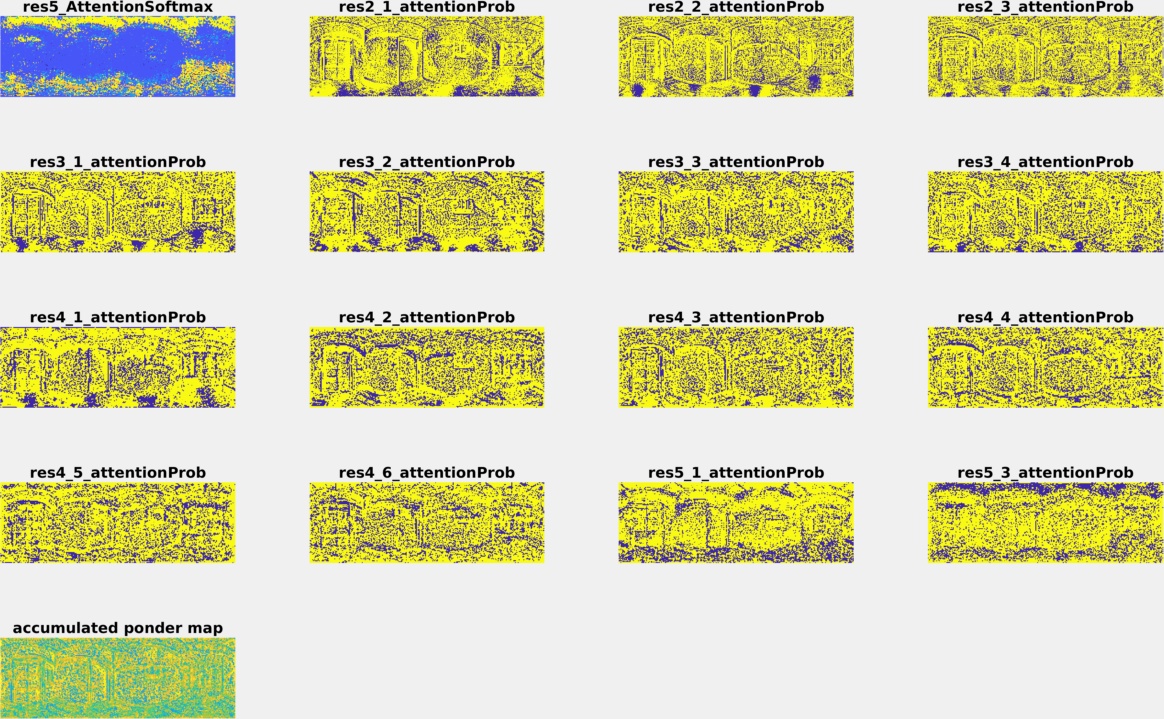 res5_AttentionSoftmax
res2_1_attentionProb
res2_2_attentionProb
res2_3_attentionProb
res3_1_attentionProb
res3_2_attentionProb
res3_3_attentionProb
res3_4_attentionProb
res4_1_attentionProb
res4_2_attentionProb
res4_3_attentionProb
res4_4_attentionProb
res4_5_attentionProb
res4_6_attentionProb
res5_1_attentionProb
res5_3_attentionProb
accumulated ponder map